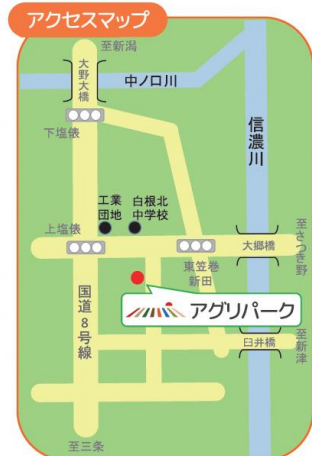 アクセスマップ
至新潟
大野大橋
中ノ口川
下塩俵
信濃川
工業
団地
白根北
中学校
上塩俵
大郷橋
至さつき野
東笠巻
新田
国道8号線
アグリパーク
臼井橋
至新津
至三条